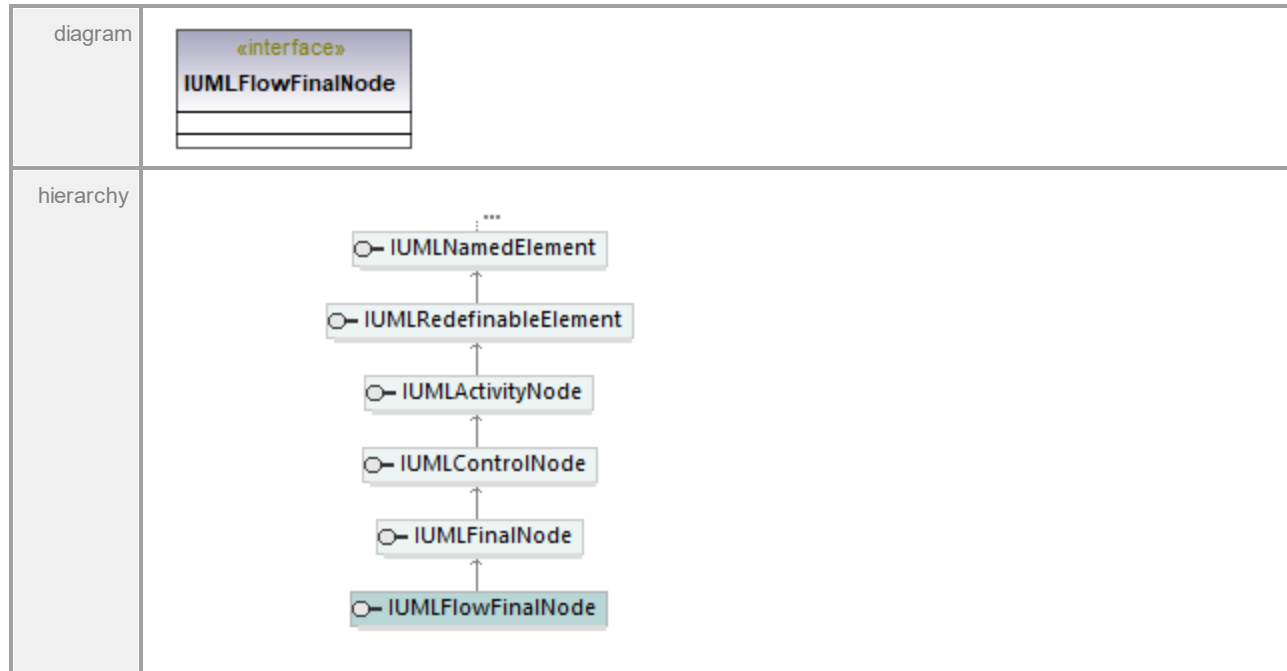 diagram
«interface»
IUMLFlowFinalNode
hierarchy
...
IUMLNamedElement
IUMLRedefinableElement
IUMLActivityNode
IUMLControlNode
IUMLFinalNode
IUMLFlowFinalNode